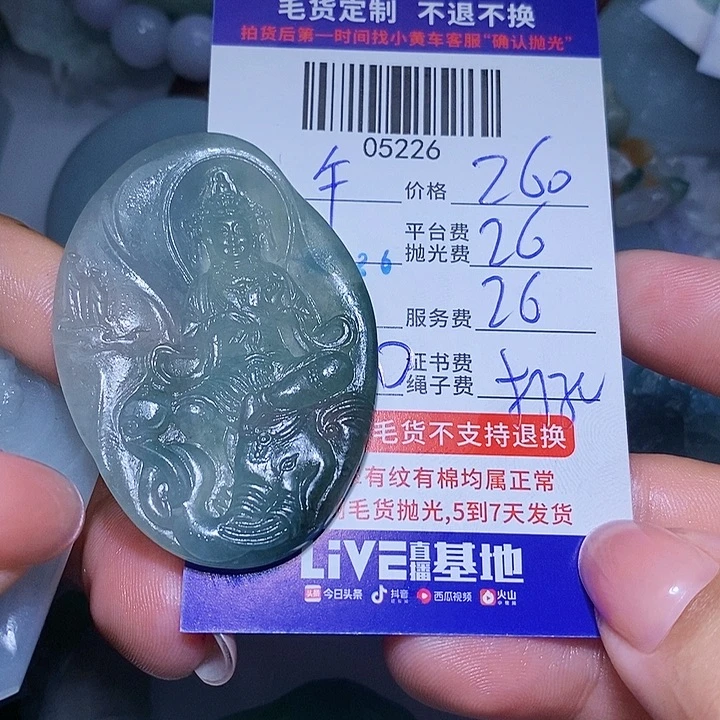 毛货定制 不退不换
拍货后第一时间找小黄车客服“确认抛光”
05226
价格 260
平台费
抛光费 26
服务费 26
证书费
绳子费
毛货不支持退换
有纹有棉均属正常
毛货抛光,5到7天发货
LiVE直播基地
头条 今日头条 抖音 西瓜视频 火山